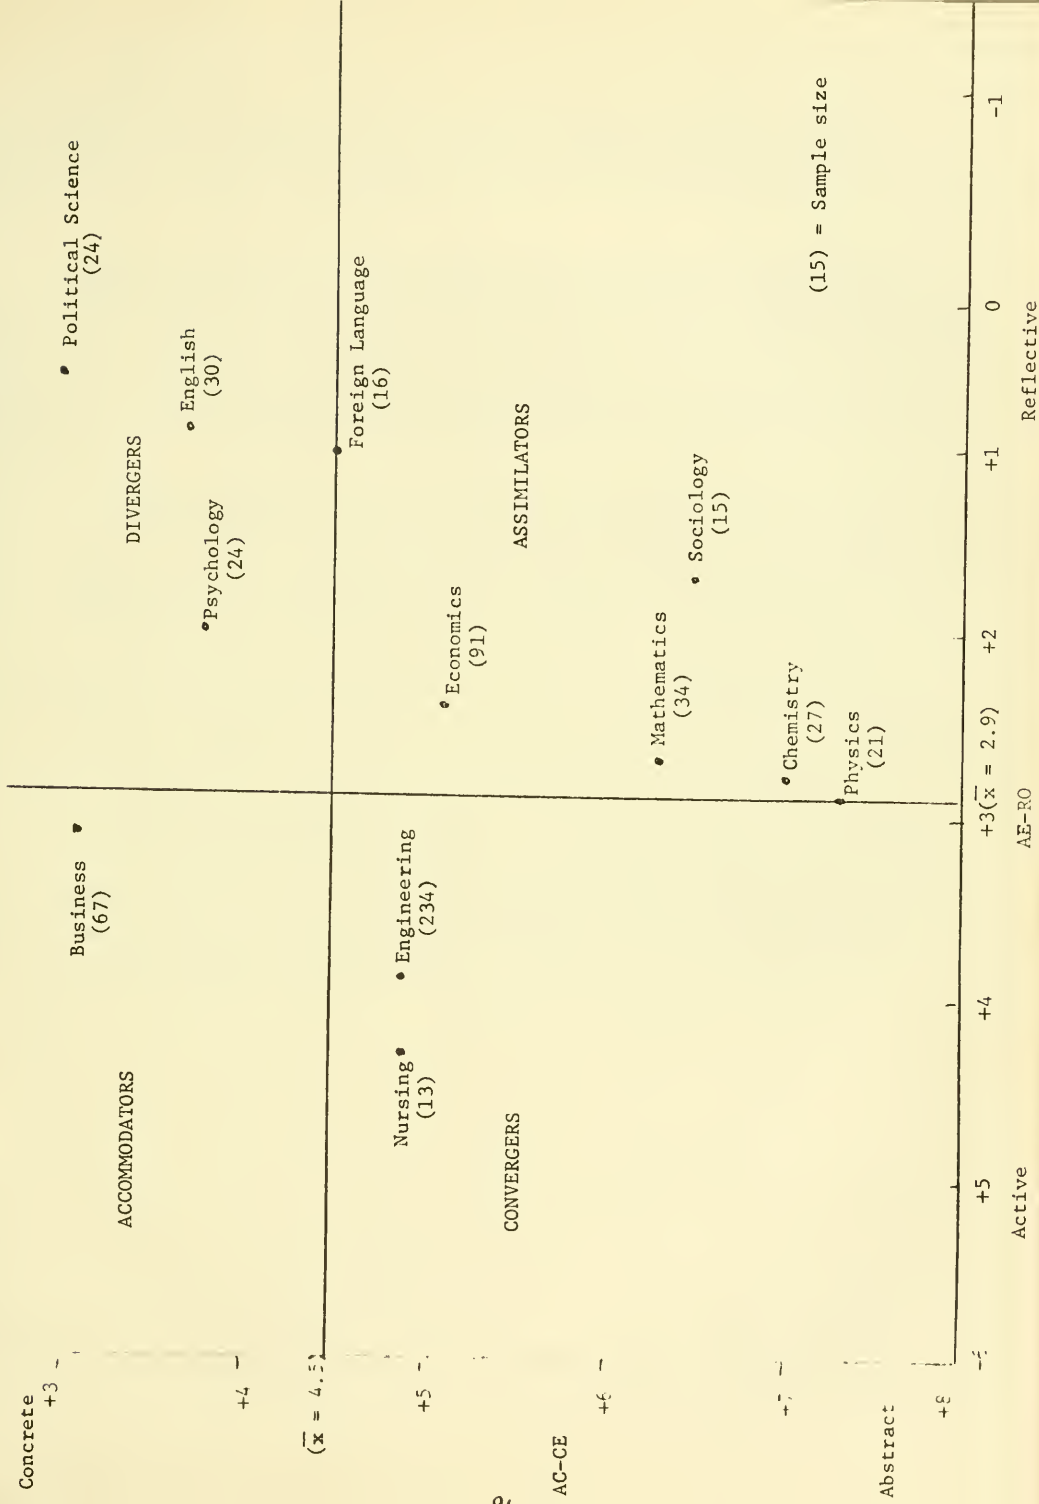 Concrete
+3
+4
(x̄ = 4.5)
+5
AC-CE
+6
Abstract
+8
ACCOMMODATORS
Business
(67)
DIVERGERS
Political Science
(24)
English
(30)
Psychology
(24)
Foreign Language
(16)
Nursing
(13)
Engineering
(234)
CONVERGERS
Economics
(91)
ASSIMILATORS
Mathematics
(34)
Sociology
(15)
Chemistry
(27)
Physics
(21)
(15) = Sample size
+5
+4
+3(x̄ = 2.9)
+2
+1
0
-1
Active
AE-RO
Reflective